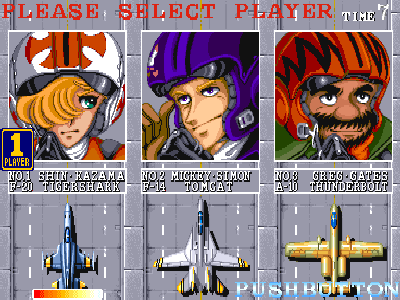 PLEASE SELECT PLAYER TIME 7
1
PLAYER
NO.1 SHIN·KAZAMA
F-20 TIGERSHARK
NO.2 MICKEY·SIMON
F-14 TOMCAT
NO.3 GREG·GATES
A-10 THUNDERBOLT
PUSH BUTTON